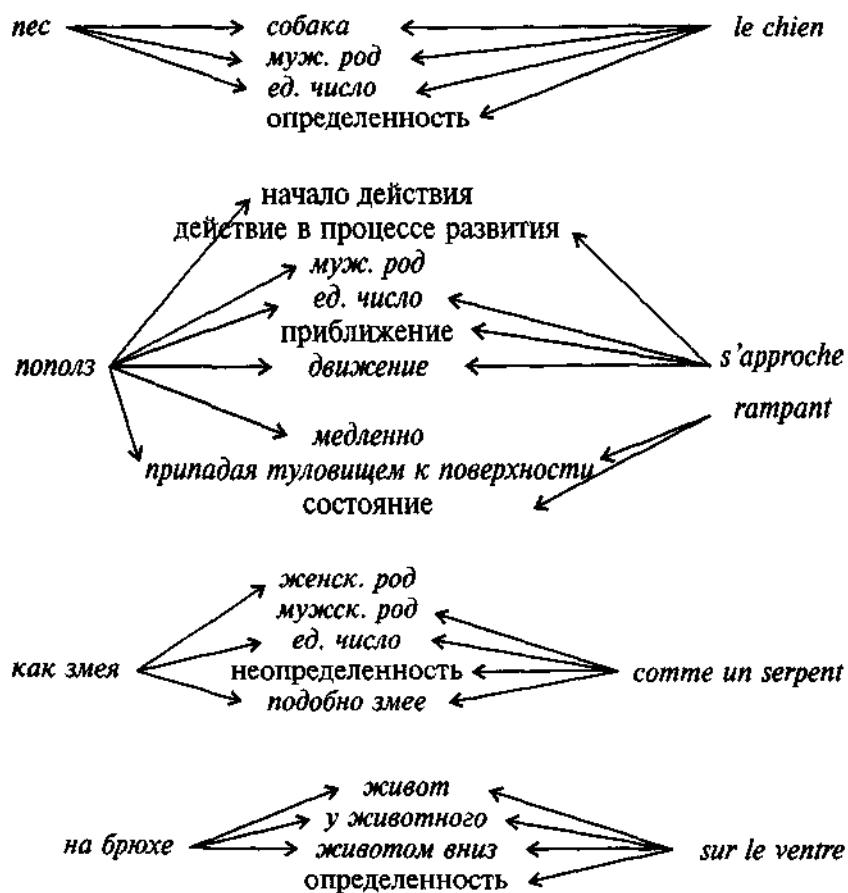 пес собака le chien
муж. род
ед. число
определенность
начало действия
действие в процессе развития
муж. род
ед. число
приближение
пополз движение s'approche
rampant
медленно
припадая туловищем к поверхности
состояние
женск. род
мужск. род
ед. число
как змея неопределенность comme un serpent
подобно змее
живот
у животного
на брюхе животом вниз sur le ventre
определенность